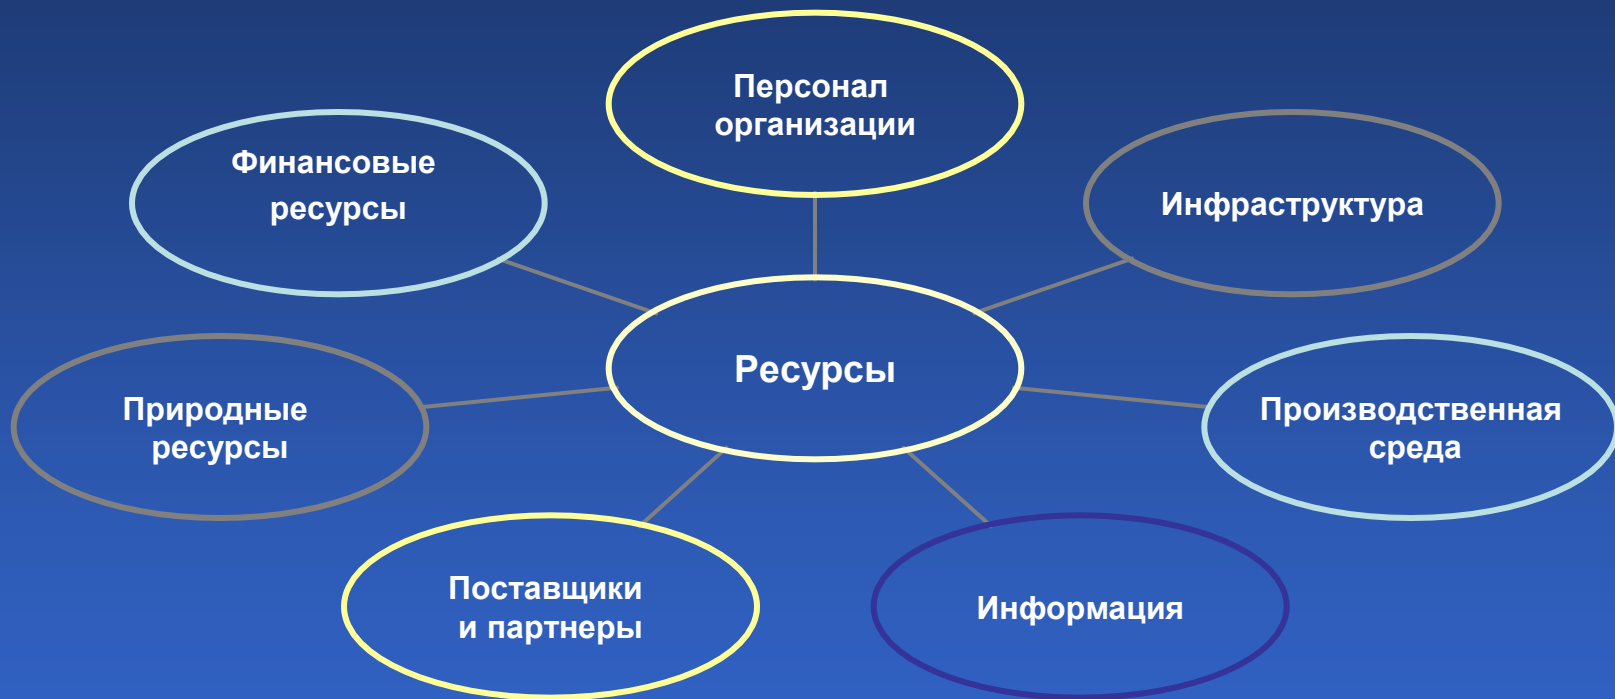 Персонал
организации
Финансовые
ресурсы
Инфраструктура
Ресурсы
Природные
ресурсы
Производственная
среда
Поставщики
и партнеры
Информация